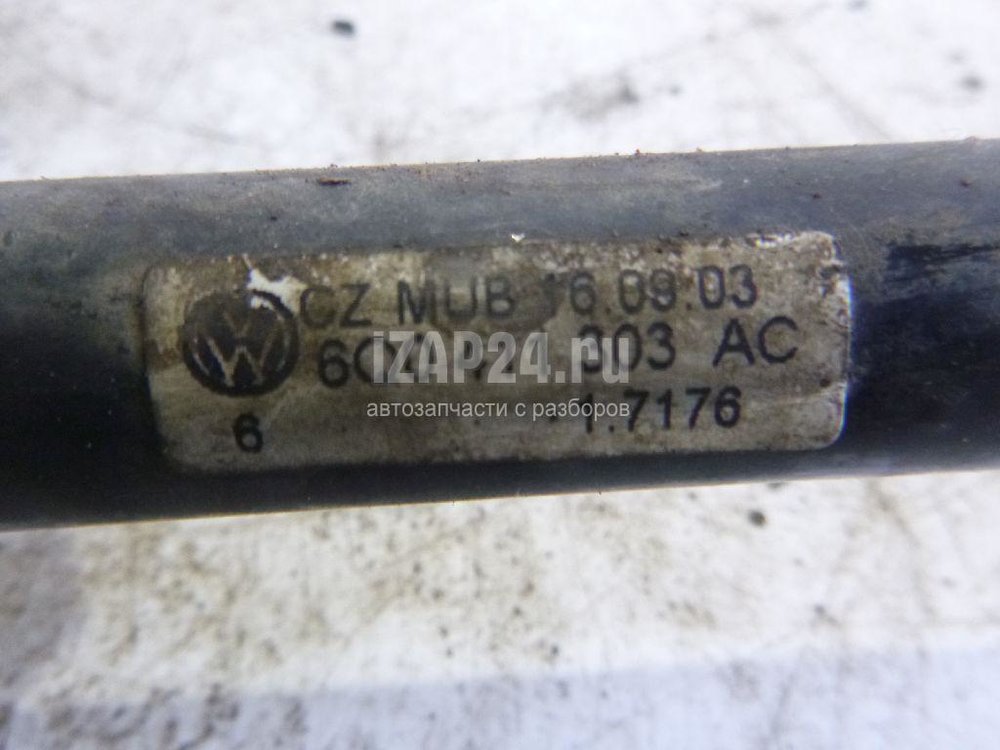 CZ MUB 16.09.03
303 AC
6 1.7176
iZAP24.ru
автозапчасти с разборов